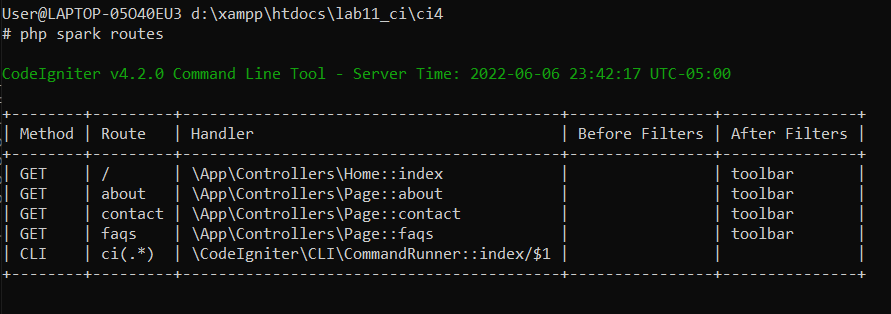 User@LAPTOP-05O40EU3 d:\xampp\htdocs\lab11_ci\ci4
# php spark routes
CodeIgniter v4.2.0 Command Line Tool - Server Time: 2022-06-06 23:42:17 UTC-05:00
+--------+---------+------------------------------------------+----------------+---------------+
| Method | Route | Handler | Before Filters | After Filters |
+--------+---------+------------------------------------------+----------------+---------------+
| GET | / | \App\Controllers\Home::index | | toolbar |
| GET | about | \App\Controllers\Page::about | | toolbar |
| GET | contact | \App\Controllers\Page::contact | | toolbar |
| GET | faqs | \App\Controllers\Page::faqs | | toolbar |
| CLI | ci(.*) | \CodeIgniter\CLI\CommandRunner::index/$1 | | |
+--------+---------+------------------------------------------+----------------+---------------+